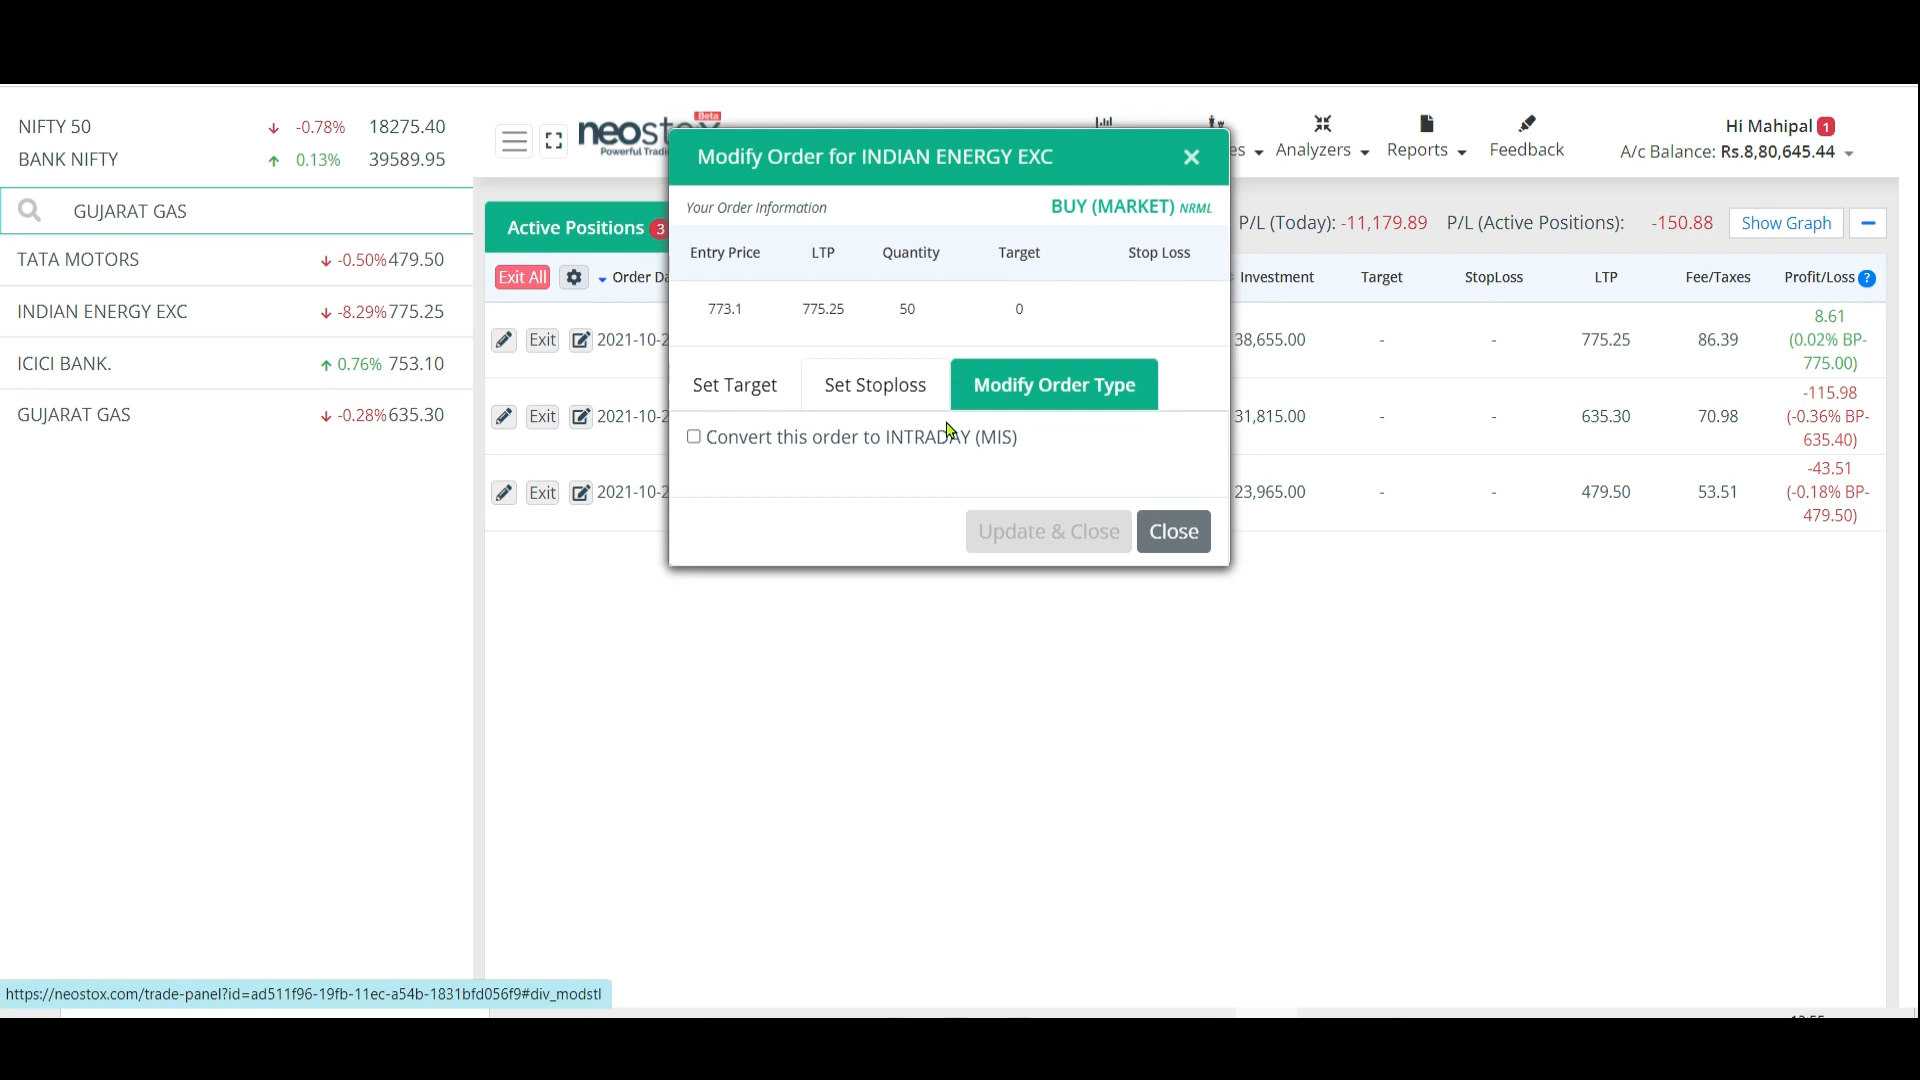 NIFTY 50 -0.78% 18275.40
BANK NIFTY 0.13% 39589.95
GUJARAT GAS
TATA MOTORS -0.50% 479.50
INDIAN ENERGY EXC -8.29% 775.25
ICICI BANK. 0.76% 753.10
GUJARAT GAS -0.28% 635.30
Beta
Powerful Tradi
Analyzers Reports Feedback
Hi Mahipal 1
A/c Balance: Rs.8,80,645.44
Active Positions 3
P/L (Today): -11,179.89 P/L (Active Positions): -150.88 Show Graph
Exit All Order Da Investment Target StopLoss LTP Fee/Taxes Profit/Loss ?
Exit 2021-10-2 38,655.00 - - 775.25 86.39 8.61
(0.02% BP-
775.00)
Exit 2021-10-2 31,815.00 - - 635.30 70.98 -115.98
(-0.36% BP-
635.40)
Exit 2021-10-2 23,965.00 - - 479.50 53.51 -43.51
(-0.18% BP-
479.50)
Modify Order for INDIAN ENERGY EXC ×
Your Order Information BUY (MARKET) NRML
Entry Price LTP Quantity Target Stop Loss
773.1 775.25 50 0
Set Target Set Stoploss Modify Order Type
Convert this order to INTRADAY (MIS)
Update & Close Close
https://neostox.com/trade-panel?id=ad511f96-19fb-11ec-a54b-1831bfd056f9#div_modstl